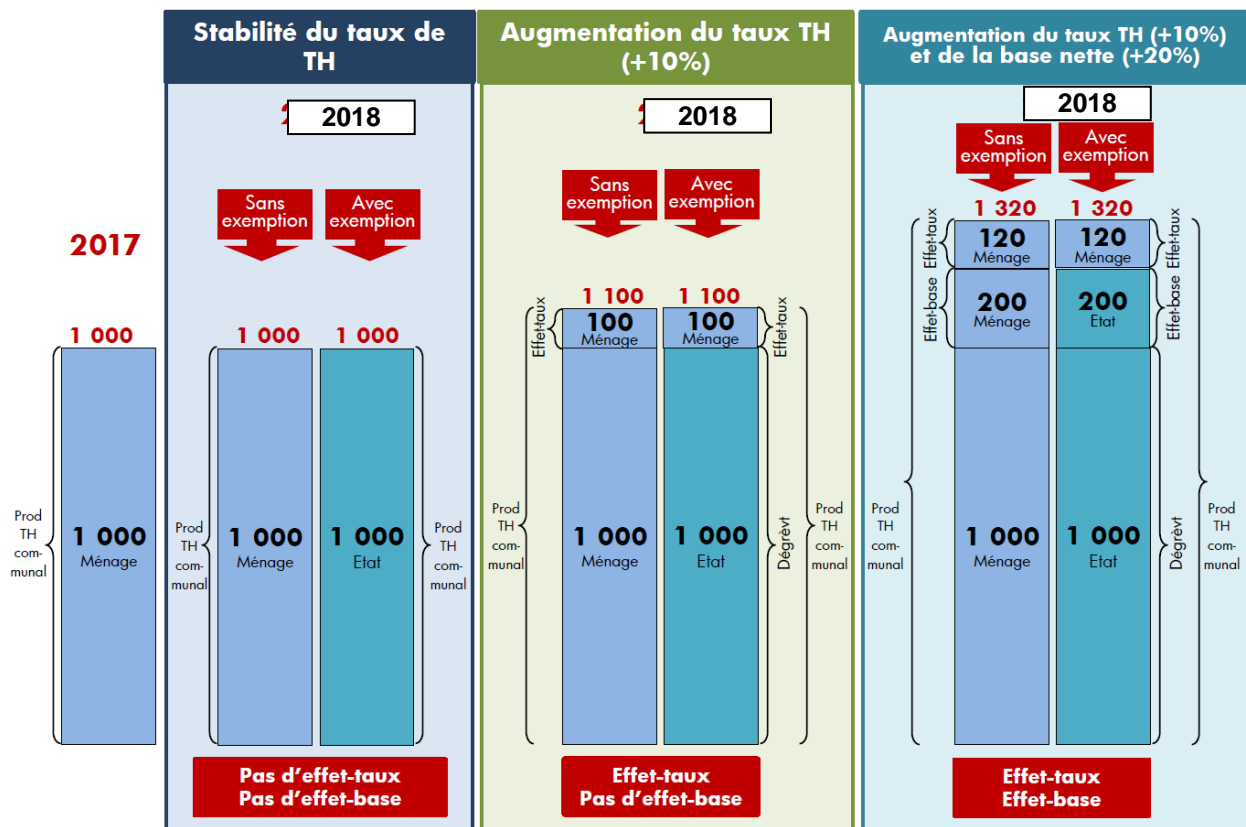 Stabilité du taux de
TH
Augmentation du taux TH
(+10%)
Augmentation du taux TH (+10%)
et de la base nette (+20%)
2017
1 000
Prod
TH
com-
munal
1 000
Ménage
2018
Sans
exemption
Avec
exemption
1 000
1 000
Prod
TH
com-
munal
1 000
Ménage
1 000
Etat
Prod
TH
com-
munal
Pas d'effet-taux
Pas d'effet-base
2018
Sans
exemption
Avec
exemption
1 100
1 100
Effet-taux
100
Ménage
100
Ménage
Effet-taux
Prod
TH
com-
munal
1 000
Ménage
1 000
Etat
Dégrèvt
Prod
TH
com-
munal
Effet-taux
Pas d'effet-base
2018
Sans
exemption
Avec
exemption
1 320
1 320
Effet-taux
120
Ménage
120
Ménage
Effet-taux
Effet-base
200
Ménage
200
Etat
Effet-base
Prod
TH
com-
munal
1 000
Ménage
1 000
Etat
Dégrèvt
Prod
TH
com-
munal
Effet-taux
Effet-base